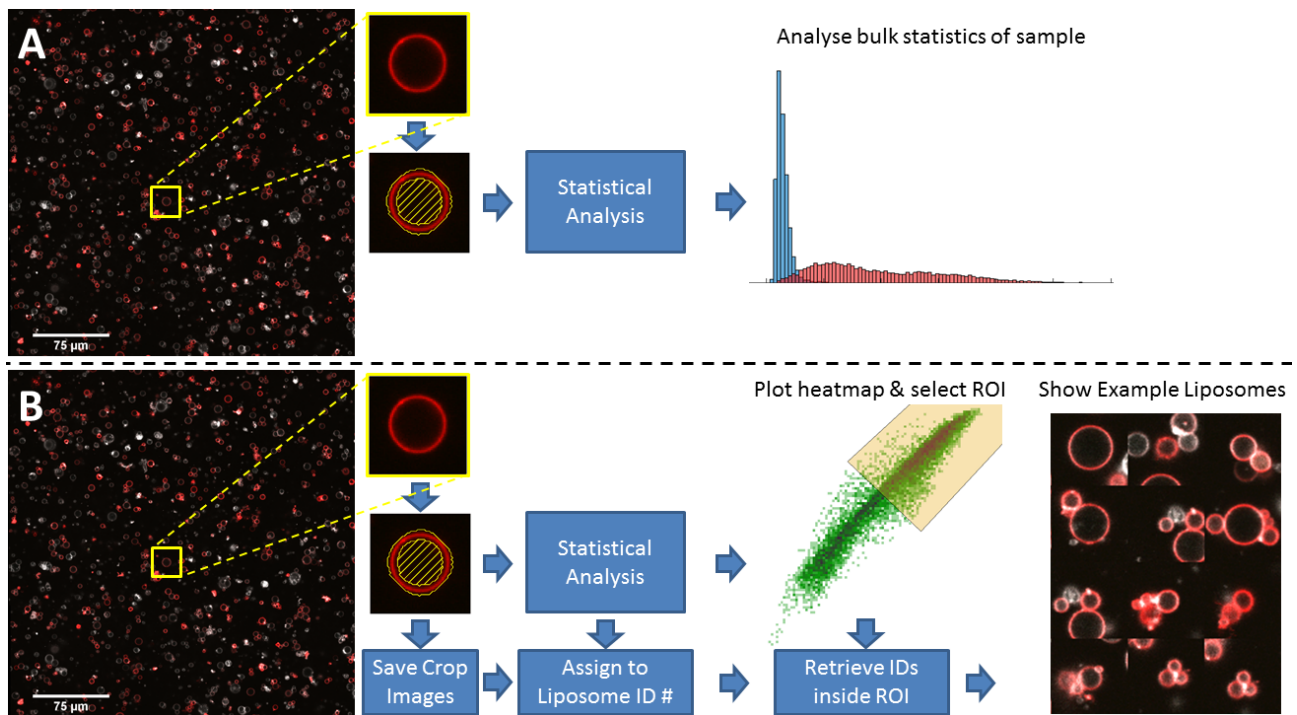 A
Analyse bulk statistics of sample
Statistical
Analysis
75 µm
B
Plot heatmap & select ROI
Show Example Liposomes
Statistical
Analysis
Save Crop
Images
Assign to
Liposome ID #
Retrieve IDs
inside ROI
75 µm